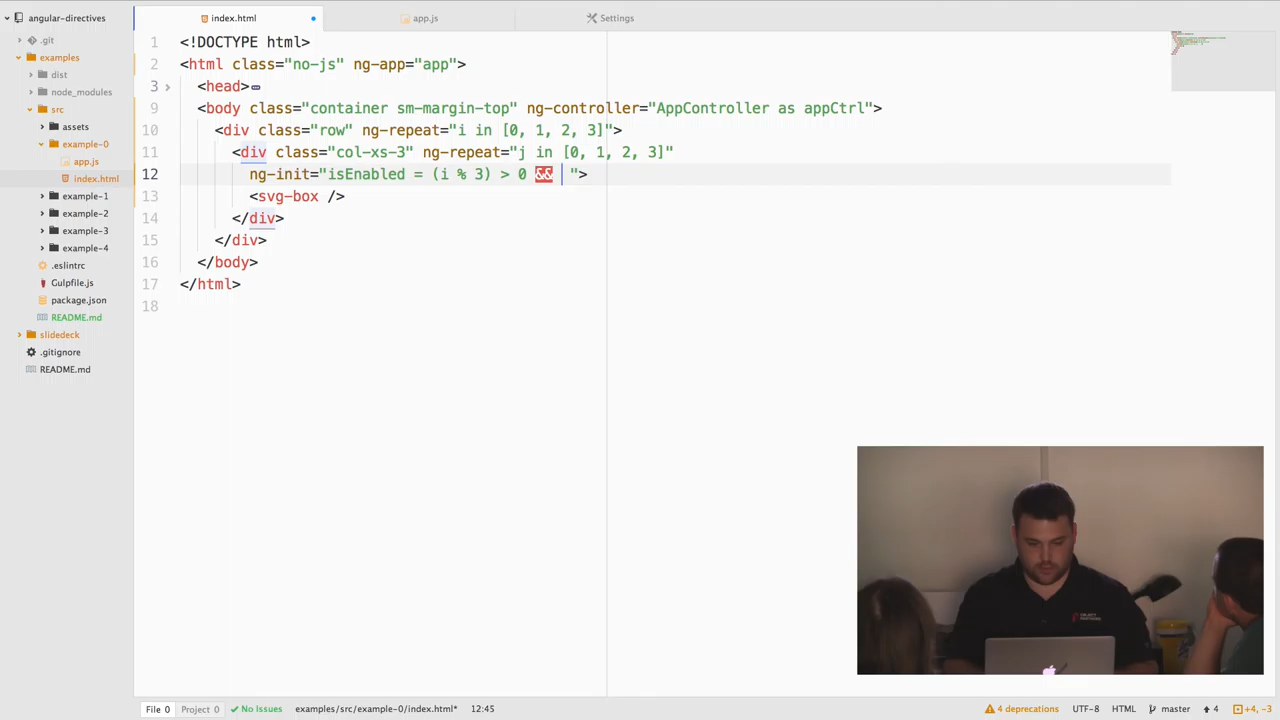 angular-directives
.git
examples
dist
node_modules
src
assets
example-0
app.js
index.html
example-1
example-2
example-3
example-4
.eslintrc
Gulpfile.js
package.json
README.md
slidedeck
.gitignore
README.md
index.html
app.js
Settings
1 <!DOCTYPE html>
2 <html class="no-js" ng-app="app">
3 <head>
9 <body class="container sm-margin-top" ng-controller="AppController as appCtrl">
10 <div class="row" ng-repeat="i in [0, 1, 2, 3]">
11 <div class="col-xs-3" ng-repeat="j in [0, 1, 2, 3]"
12 ng-init="isEnabled = (i % 3) > 0 && ">
13 <svg-box />
14 </div>
15 </div>
16 </body>
17 </html>
18
File 0 Project 0 No Issues examples/src/example-0/index.html* 12:45
4 deprecations UTF-8 HTML master 4 +4, -3